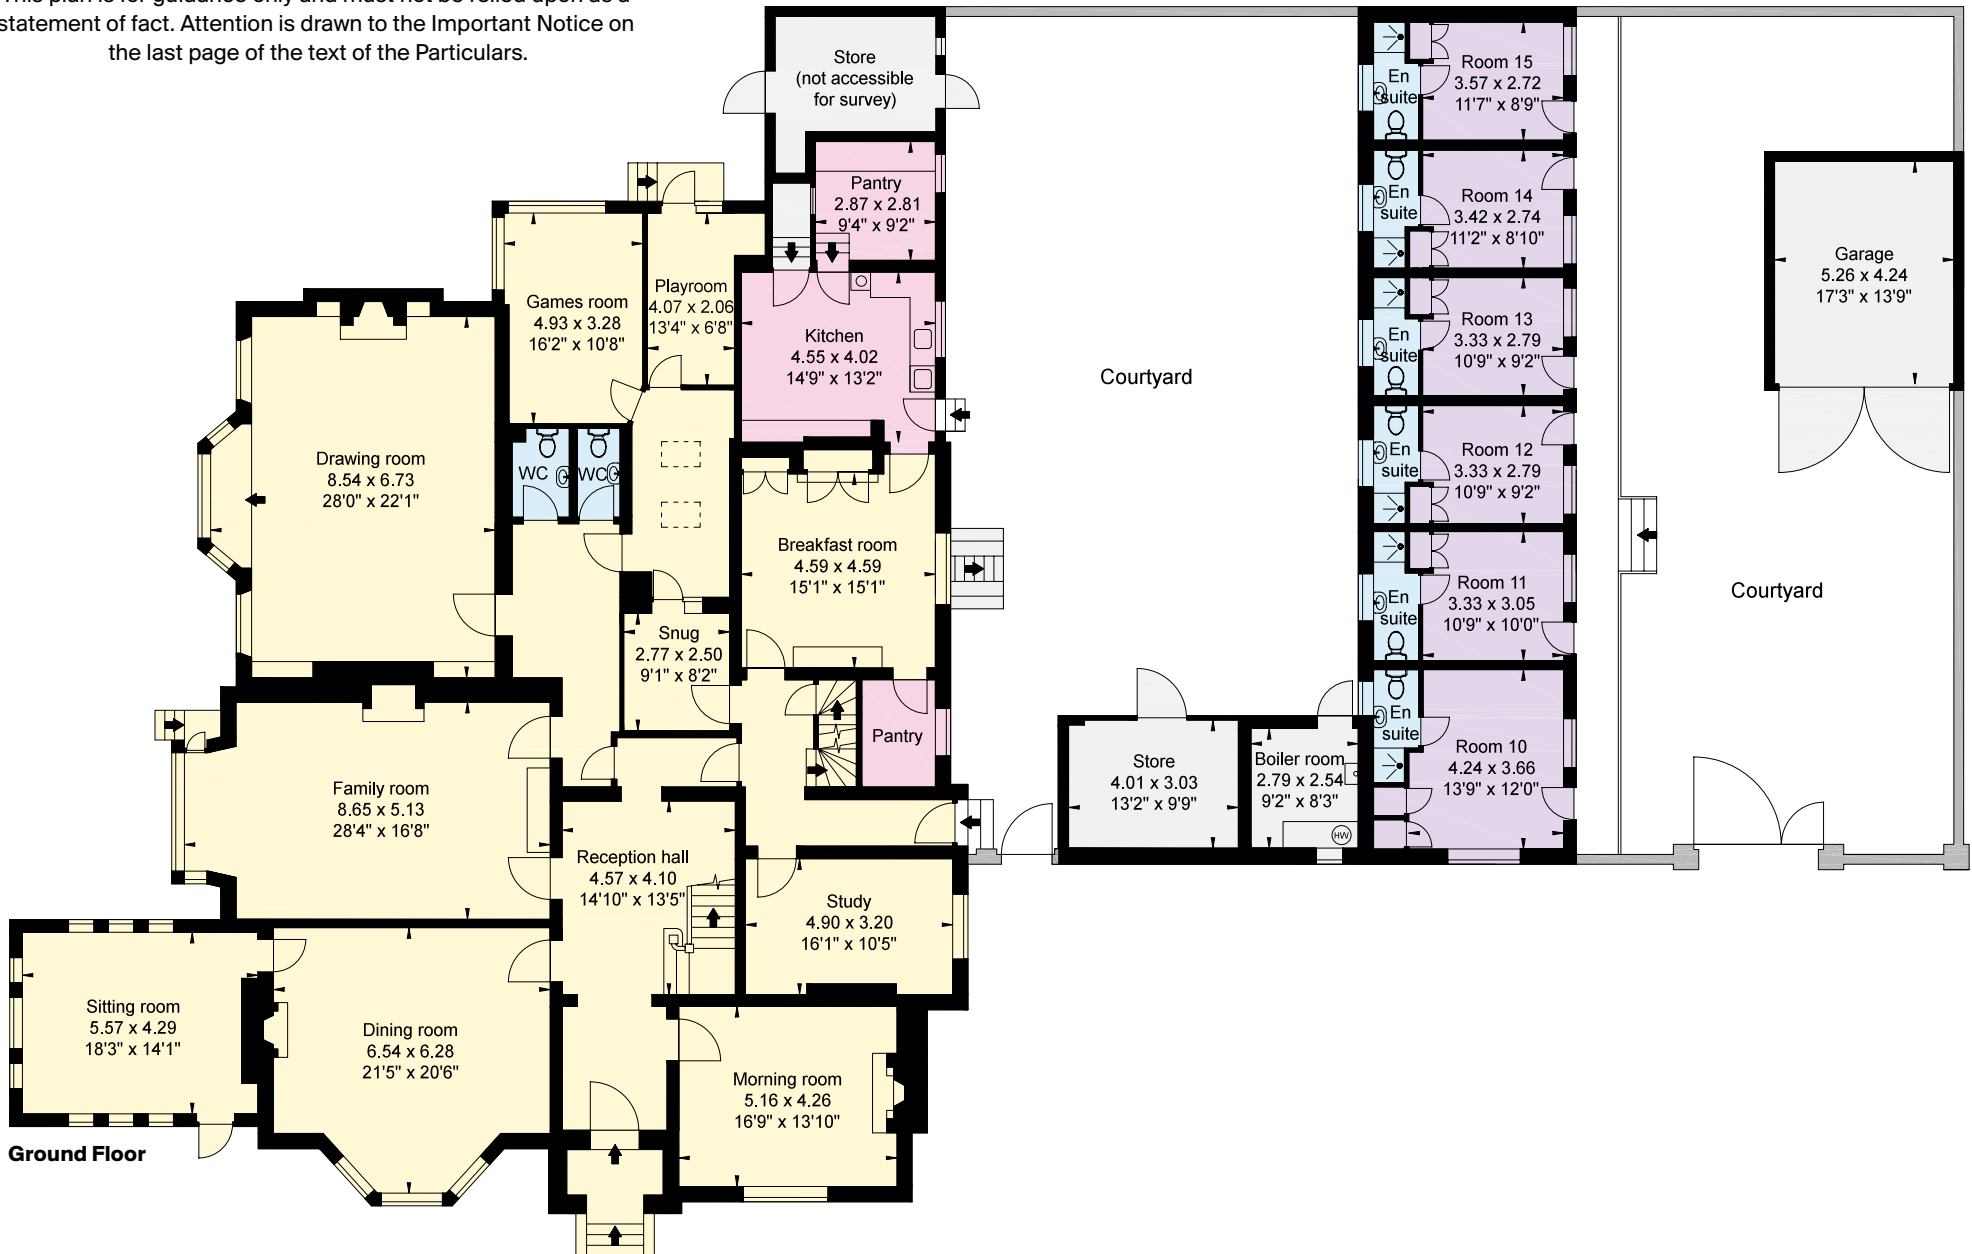 This plan is for guidance only and must not be relied upon as a
statement of fact. Attention is drawn to the Important Notice on
the last page of the text of the Particulars.
Store
(not accessible
for survey)
Pantry
2.87 x 2.81
9'4" x 9'2"
Games room
4.93 x 3.28
16'2" x 10'8"
Playroom
4.07 x 2.06
13'4" x 6'8"
Kitchen
4.55 x 4.02
14'9" x 13'2"
Drawing room
8.54 x 6.73
28'0" x 22'1"
WC
WC
Breakfast room
4.59 x 4.59
15'1" x 15'1"
Snug
2.77 x 2.50
9'1" x 8'2"
Pantry
Family room
8.65 x 5.13
28'4" x 16'8"
Reception hall
4.57 x 4.10
14'10" x 13'5"
Study
4.90 x 3.20
16'1" x 10'5"
Sitting room
5.57 x 4.29
18'3" x 14'1"
Dining room
6.54 x 6.28
21'5" x 20'6"
Morning room
5.16 x 4.26
16'9" x 13'10"
Ground Floor
Courtyard
Store
4.01 x 3.03
13'2" x 9'9"
Boiler room
2.79 x 2.54
9'2" x 8'3"
HW
En
suite
Room 15
3.57 x 2.72
11'7" x 8'9"
En
suite
Room 14
3.42 x 2.74
11'2" x 8'10"
En
suite
Room 13
3.33 x 2.79
10'9" x 9'2"
En
suite
Room 12
3.33 x 2.79
10'9" x 9'2"
En
suite
Room 11
3.33 x 3.05
10'9" x 10'0"
En
suite
Room 10
4.24 x 3.66
13'9" x 12'0"
Garage
5.26 x 4.24
17'3" x 13'9"
Courtyard